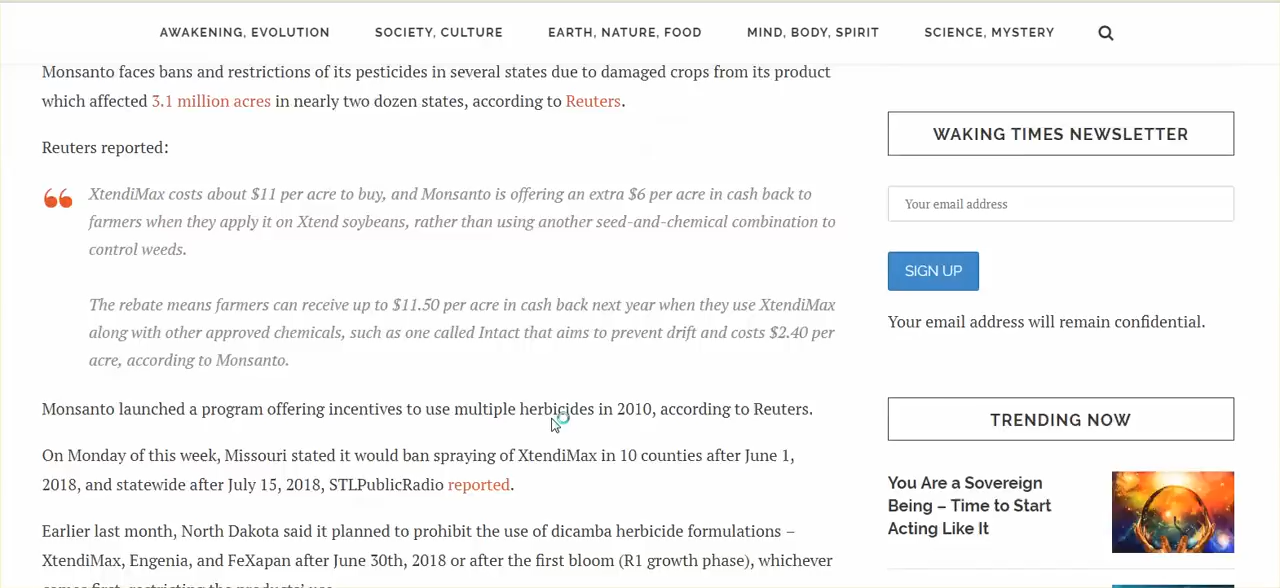 AWAKENING, EVOLUTION SOCIETY, CULTURE EARTH, NATURE, FOOD MIND, BODY, SPIRIT SCIENCE, MYSTERY
Monsanto faces bans and restrictions of its pesticides in several states due to damaged crops from its product
which affected 3.1 million acres in nearly two dozen states, according to Reuters.
Reuters reported:
XtendiMax costs about $11 per acre to buy, and Monsanto is offering an extra $6 per acre in cash back to
farmers when they apply it on Xtend soybeans, rather than using another seed-and-chemical combination to
control weeds.
The rebate means farmers can receive up to $11.50 per acre in cash back next year when they use XtendiMax
along with other approved chemicals, such as one called Intact that aims to prevent drift and costs $2.40 per
acre, according to Monsanto.
Monsanto launched a program offering incentives to use multiple herbicides in 2010, according to Reuters.
On Monday of this week, Missouri stated it would ban spraying of XtendiMax in 10 counties after June 1,
2018, and statewide after July 15, 2018, STLPublicRadio reported.
Earlier last month, North Dakota said it planned to prohibit the use of dicamba herbicide formulations –
XtendiMax, Engenia, and FeXapan after June 30th, 2018 or after the first bloom (R1 growth phase), whichever
comes first, restricting the products' use
WAKING TIMES NEWSLETTER
Your email address
SIGN UP
Your email address will remain confidential.
TRENDING NOW
You Are a Sovereign
Being – Time to Start
Acting Like It